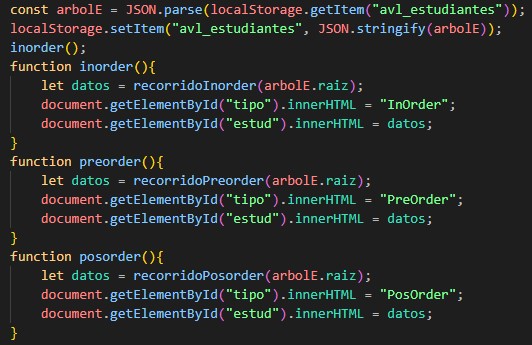 const arbolE = JSON.parse(localStorage.getItem("avl_estudiantes"));
localStorage.setItem("avl_estudiantes", JSON.stringify(arbolE));
inorder();
function inorder(){
    let datos = recorridoInorder(arbolE.raiz);
    document.getElementById("tipo").innerHTML = "InOrder";
    document.getElementById("estud").innerHTML = datos;
}
function preorder(){
    let datos = recorridoPreorder(arbolE.raiz);
    document.getElementById("tipo").innerHTML = "PreOrder";
    document.getElementById("estud").innerHTML = datos;
}
function posorder(){
    let datos = recorridoPosorder(arbolE.raiz);
    document.getElementById("tipo").innerHTML = "PosOrder";
    document.getElementById("estud").innerHTML = datos;
}